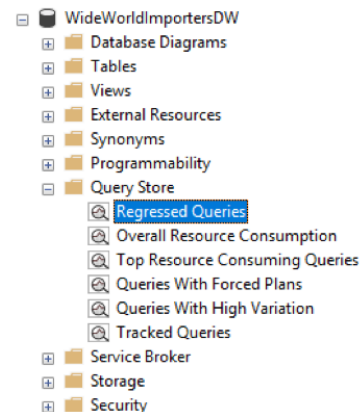 WideWorldImportersDW
Database Diagrams
Tables
Views
External Resources
Synonyms
Programmability
Query Store
Regressed Queries
Overall Resource Consumption
Top Resource Consuming Queries
Queries With Forced Plans
Queries With High Variation
Tracked Queries
Service Broker
Storage
Security